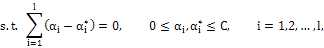 s.t. ∑_{i=1}^{l} (α_i − α_i^*) = 0, 0 ≤ α_i, α_i^* ≤ C, i = 1,2, … , l,